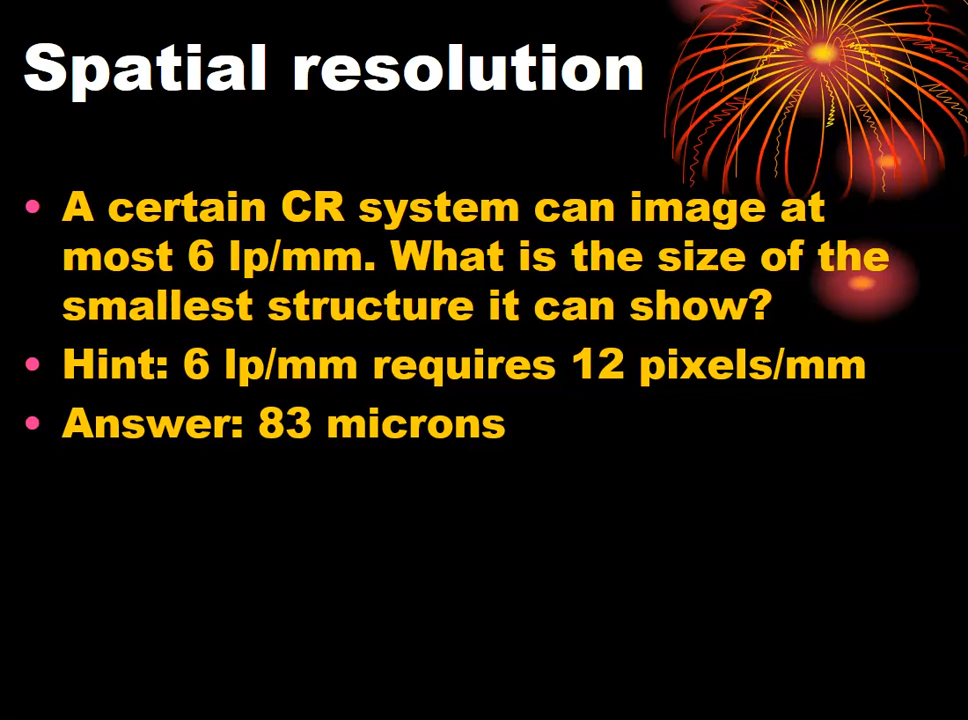 Spatial resolution
• A certain CR system can image at
most 6 lp/mm. What is the size of the
smallest structure it can show?
• Hint: 6 lp/mm requires 12 pixels/mm
• Answer: 83 microns